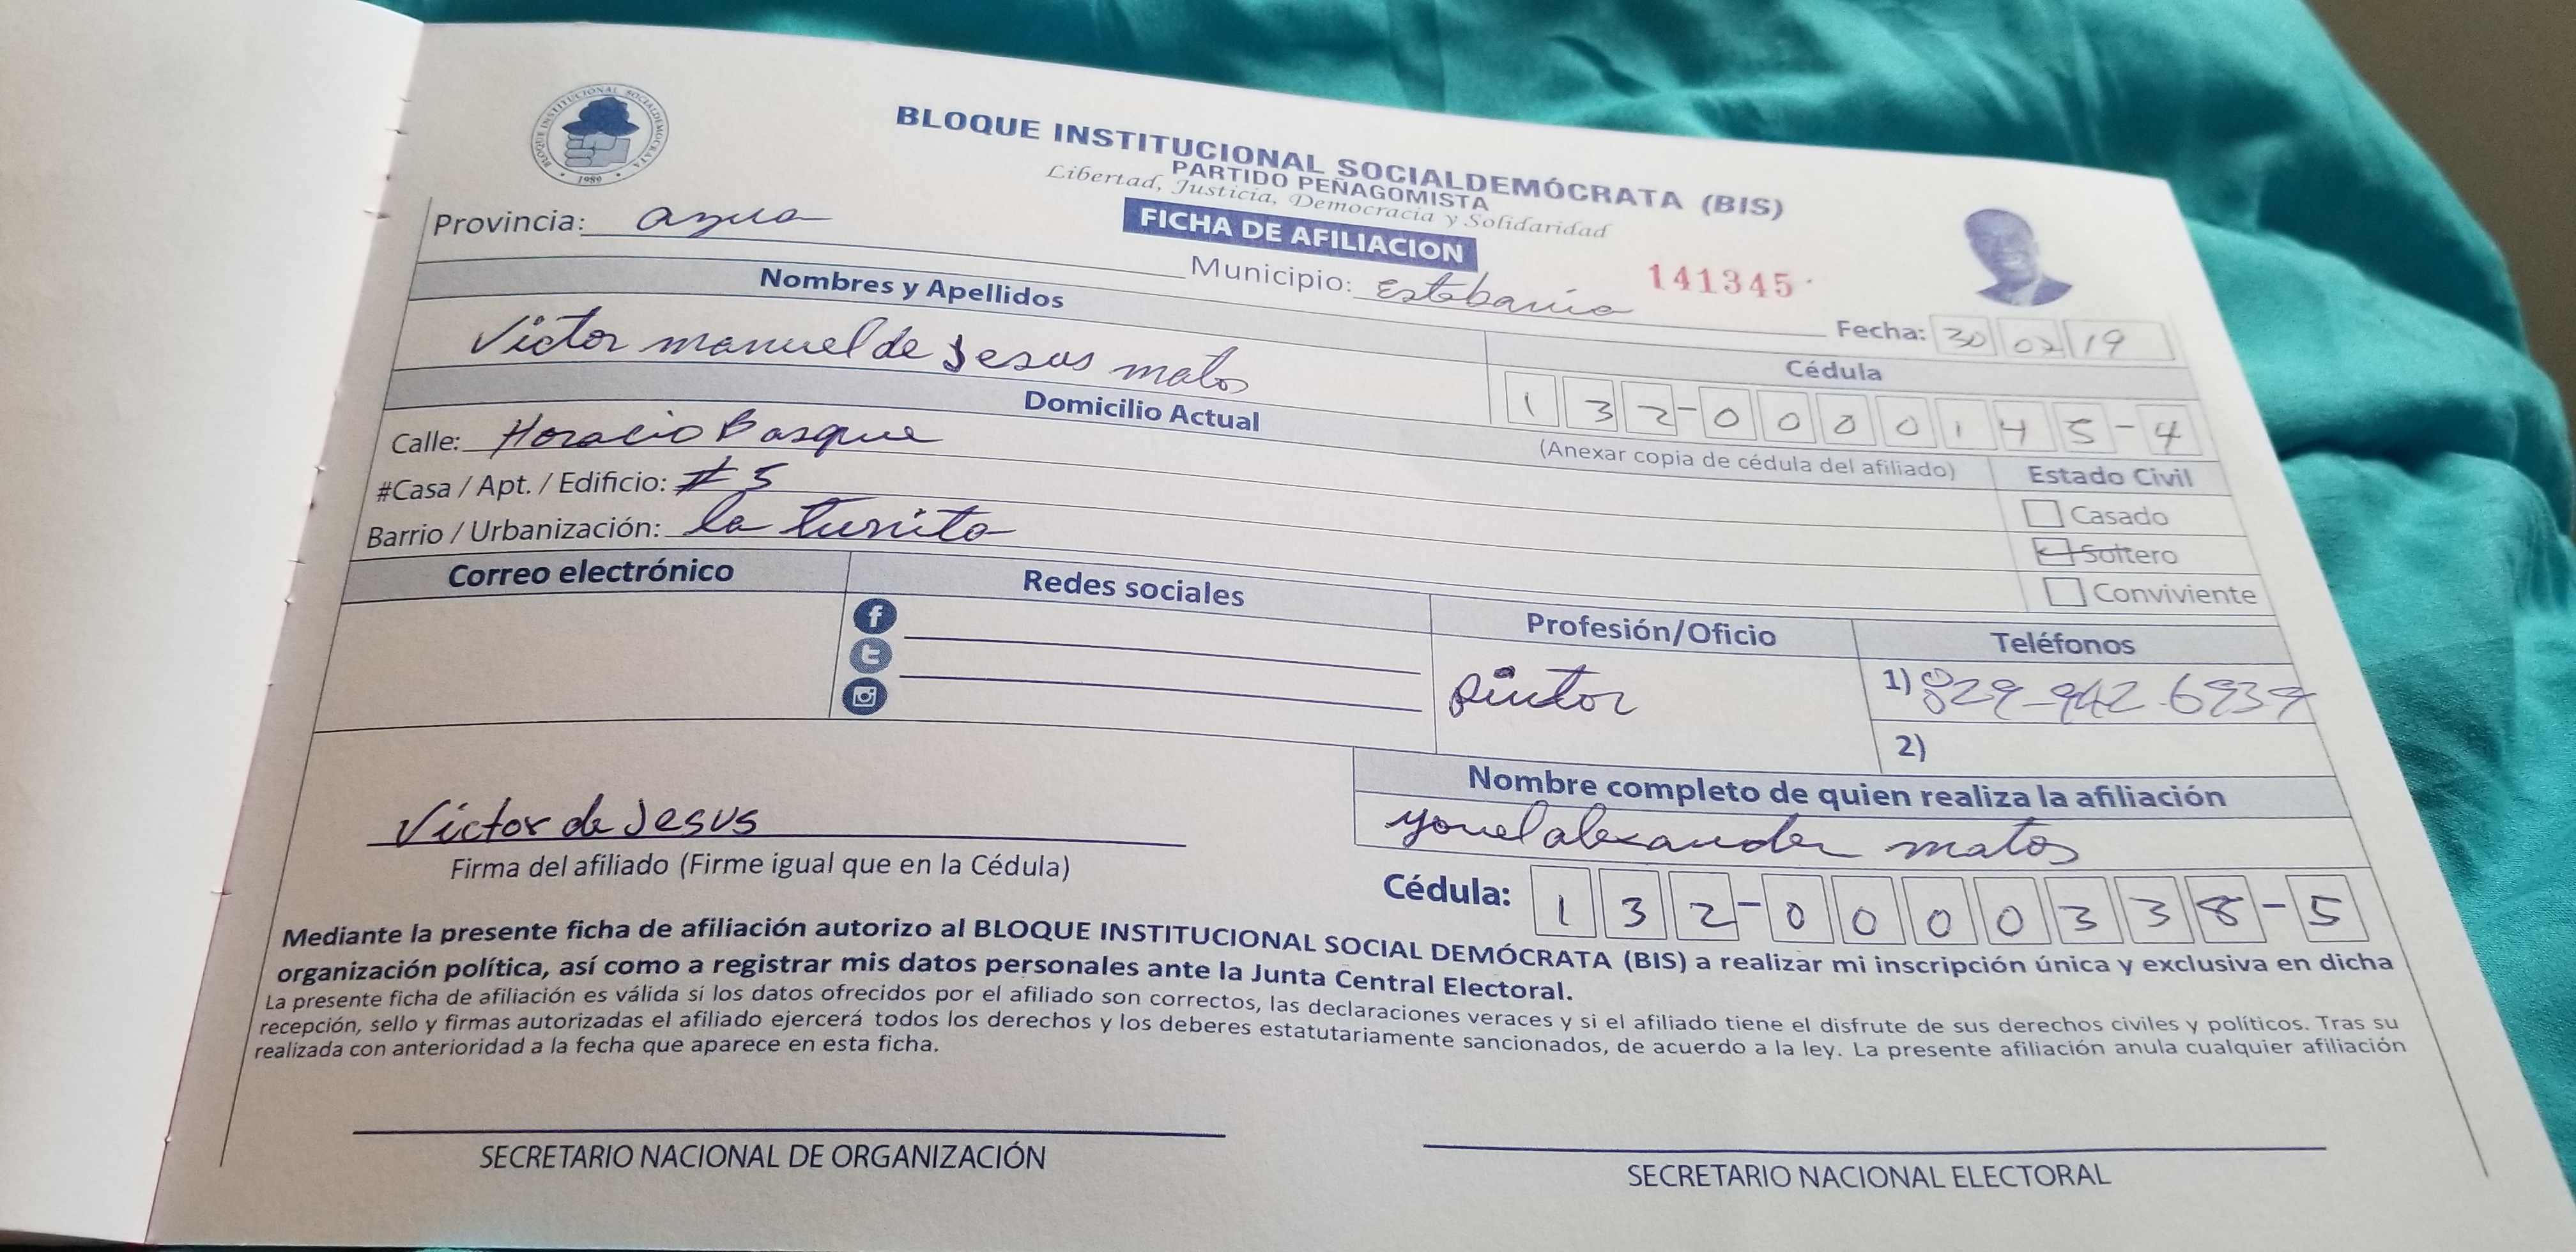 BLOQUE INSTITUCIONAL SOCIALDEMOCRATA
1989
BLOQUE INSTITUCIONAL SOCIALDEMÓCRATA (BIS)
PARTIDO PEÑAGOMISTA
Libertad, Justicia, Democracia y Solidaridad
FICHA DE AFILIACION
141345
Provincia: azua
Municipio: Estebania
Fecha: 30 07 19
Nombres y Apellidos
Victor manuel de Jesus matos
Cédula
132-0000145-4
(Anexar copia de cédula del afiliado)
Domicilio Actual
Calle: Horacio Basque
#Casa / Apt. / Edificio: # 5
Barrio / Urbanización: la
Estado Civil
Casado
Soltero
Conviviente
Correo electrónico
Redes sociales
Profesión/Oficio
pintor
Teléfonos
1) 829-942-6939
2)
Nombre completo de quien realiza la afiliación
yonel alexander matos
Cédula: 132-0000338-5
Victor de Jesus
Firma del afiliado (Firme igual que en la Cédula)
Mediante la presente ficha de afiliación autorizo al BLOQUE INSTITUCIONAL SOCIAL DEMÓCRATA (BIS) a realizar mi inscripción única y exclusiva en dicha
organización política, así como a registrar mis datos personales ante la Junta Central Electoral.
La presente ficha de afiliación es válida si los datos ofrecidos por el afiliado son correctos, las declaraciones veraces y si el afiliado tiene el disfrute de sus derechos civiles y políticos. Tras su
recepción, sello y firmas autorizadas el afiliado ejercerá todos los derechos y los deberes estatutariamente sancionados, de acuerdo a la ley. La presente afiliación anula cualquier afiliación
realizada con anterioridad a la fecha que aparece en esta ficha.
SECRETARIO NACIONAL DE ORGANIZACIÓN
SECRETARIO NACIONAL ELECTORAL